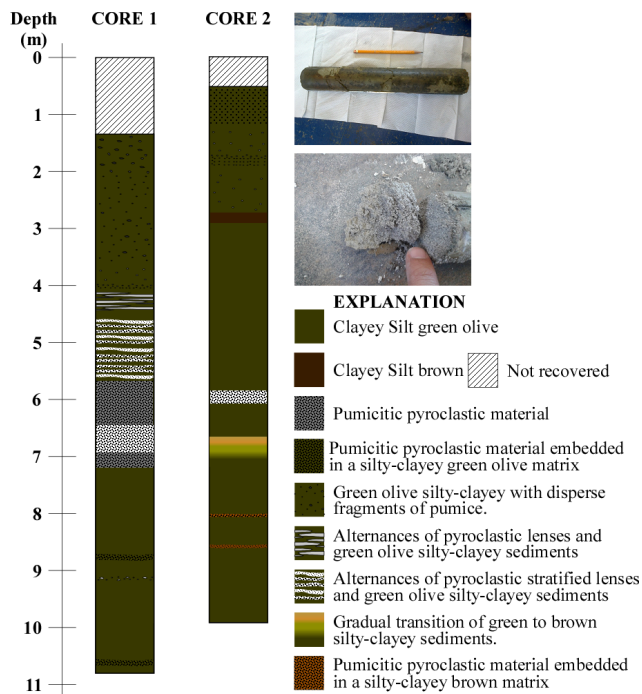 Depth
(m)
CORE 1
CORE 2
0
1
2
3
4
5
6
7
8
9
10
11
EXPLANATION
Clayey Silt green olive
Clayey Silt brown
Not recovered
Pumicitic pyroclastic material
Pumicitic pyroclastic material embedded
in a silty-clayey green olive matrix
Green olive silty-clayey with disperse
fragments of pumice.
Alternances of pyroclastic lenses and
green olive silty-clayey sediments
Alternances of pyroclastic stratified lenses
and green olive silty-clayey sediments
Gradual transition of green to brown
silty-clayey sediments.
Pumicitic pyroclastic material embedded
in a silty-clayey brown matrix